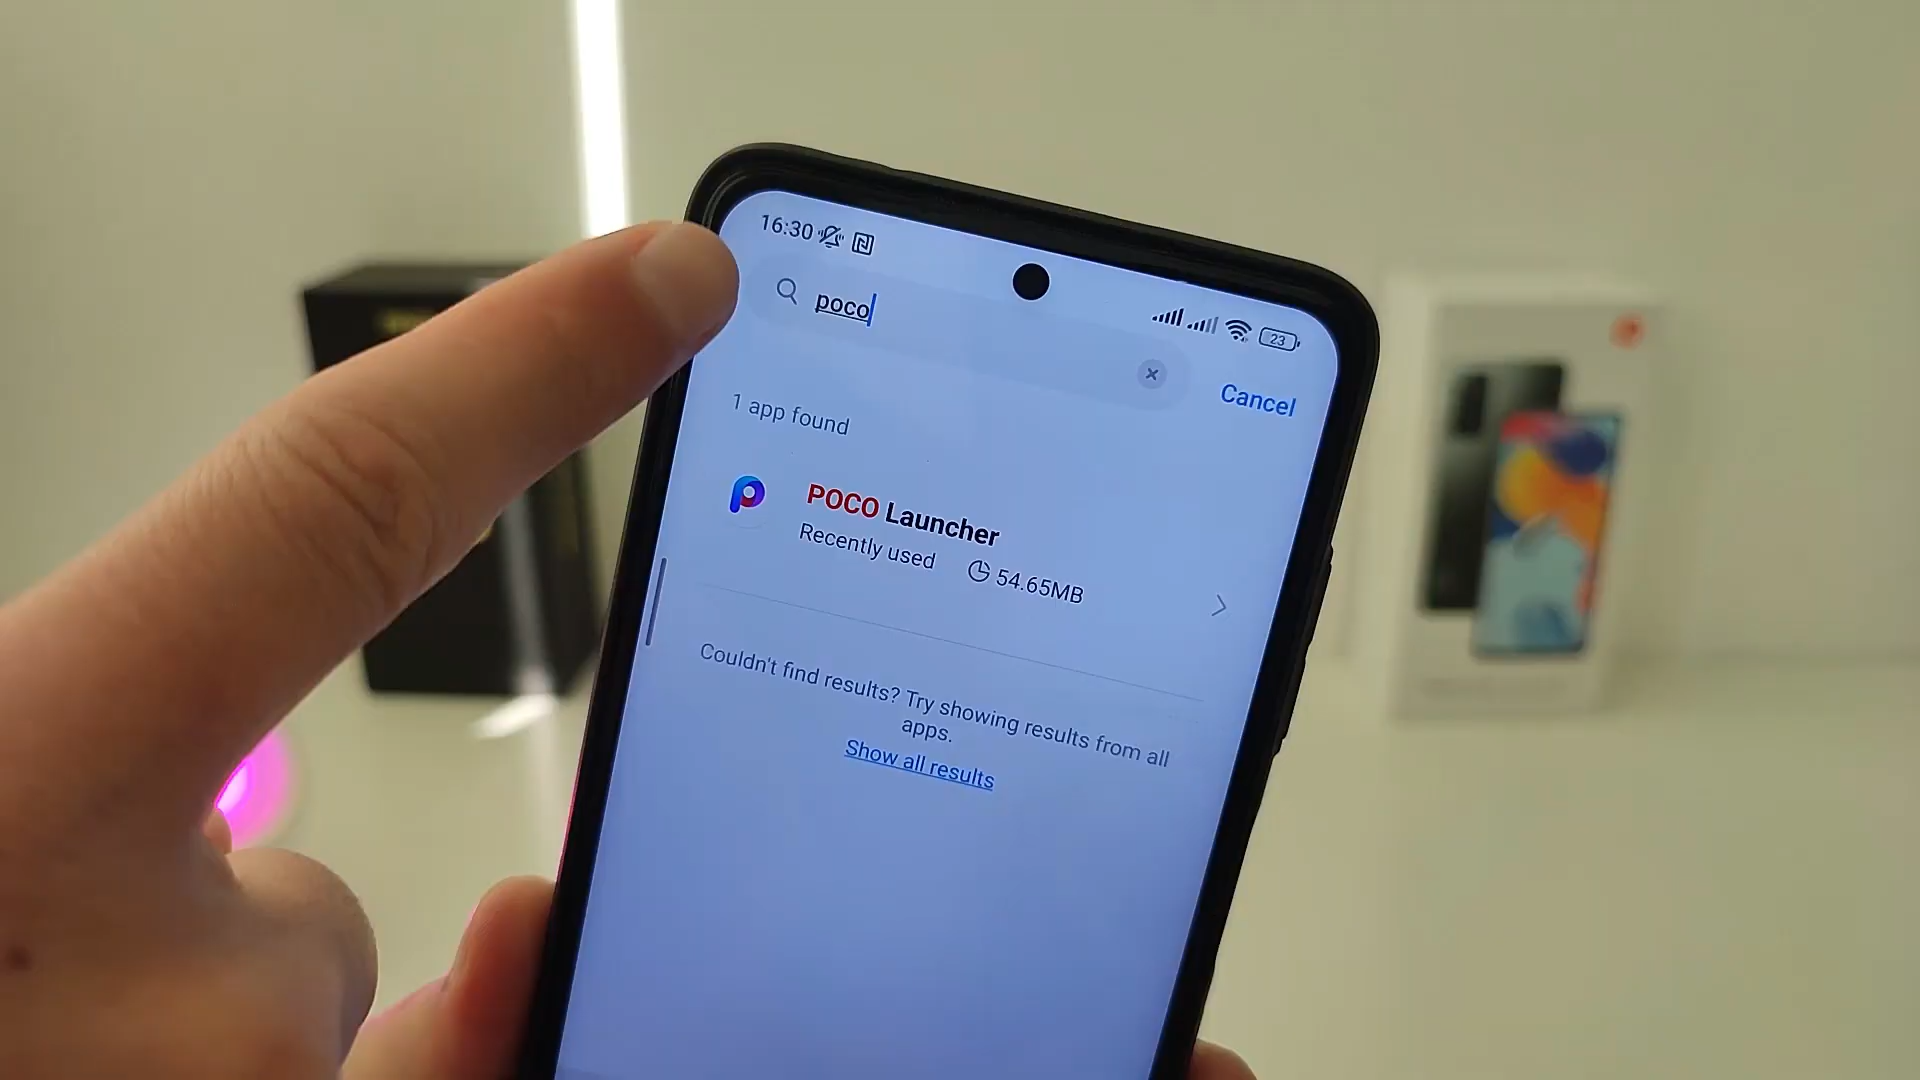 16:30
23
poco
Cancel
1 app found
POCO Launcher
Recently used 54.65MB
Couldn't find results? Try showing results from all
apps.
Show all results